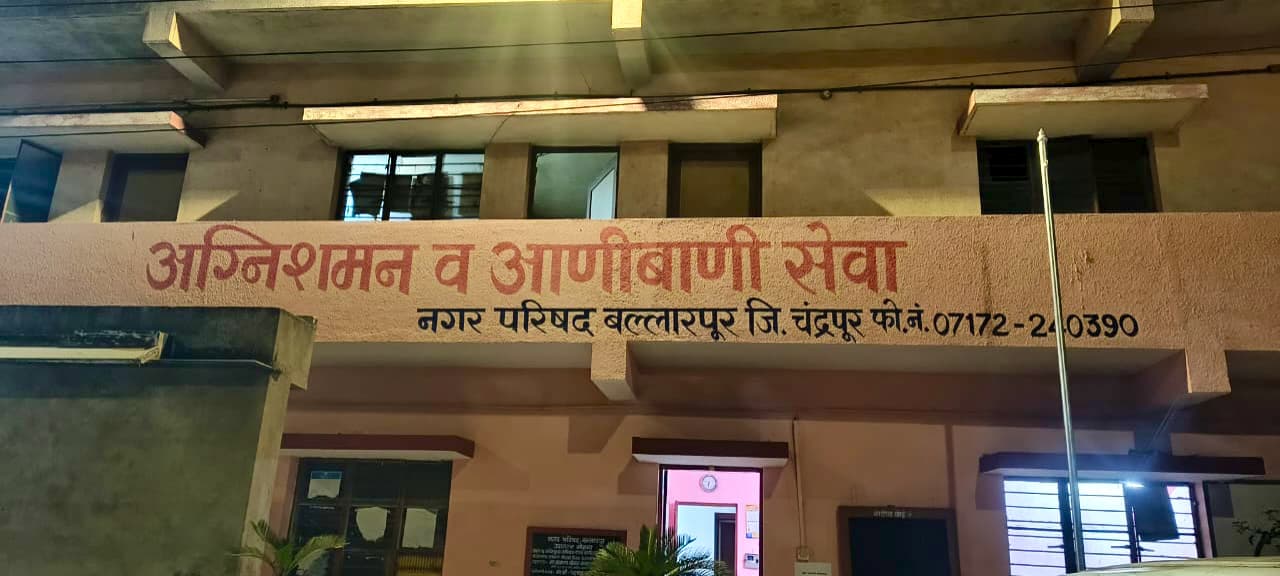 अग्निशमन व आणीबाणी सेवा
नगर परिषद बल्लारपूर जि. चंद्रपूर फो.नं. 07172-240390